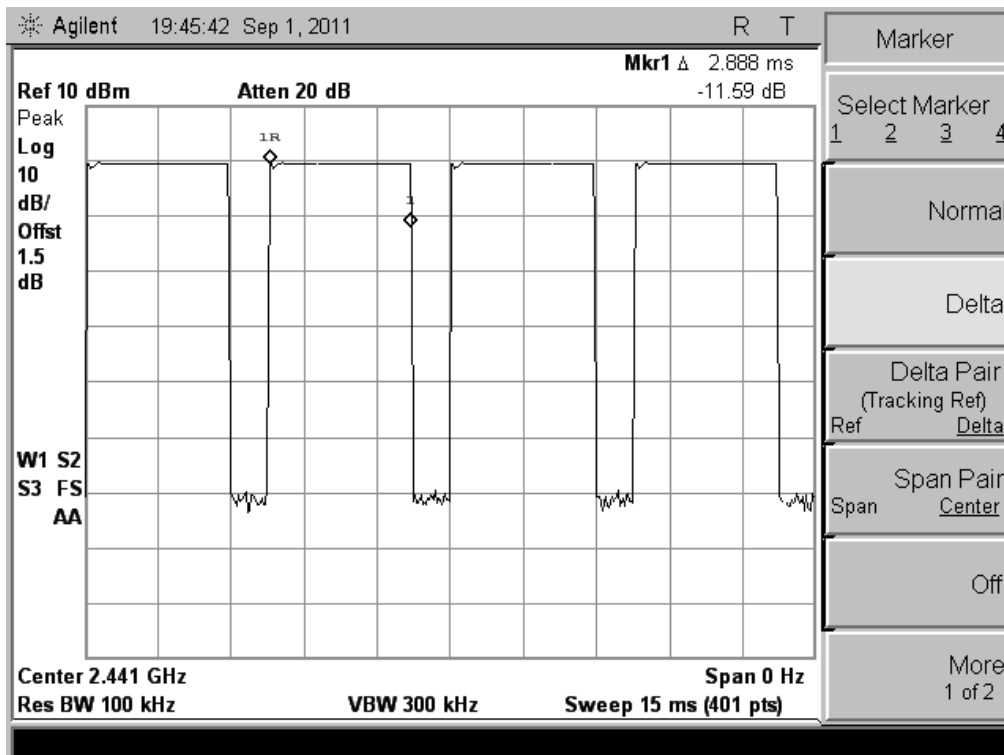 Agilent 19:45:42 Sep 1, 2011 R T
Mkr1 Δ 2.888 ms
Ref 10 dBm Atten 20 dB -11.59 dB
Peak
Log
10
dB/
Offst
1.5
dB
1R
1
W1 S2
S3 FS
AA
Center 2.441 GHz Span 0 Hz
Res BW 100 kHz VBW 300 kHz Sweep 15 ms (401 pts)
Marker
Select Marker
1 2 3 4
Normal
Delta
Delta Pair
(Tracking Ref)
Ref Delta
Span Pair
Span Center
Off
More
1 of 2